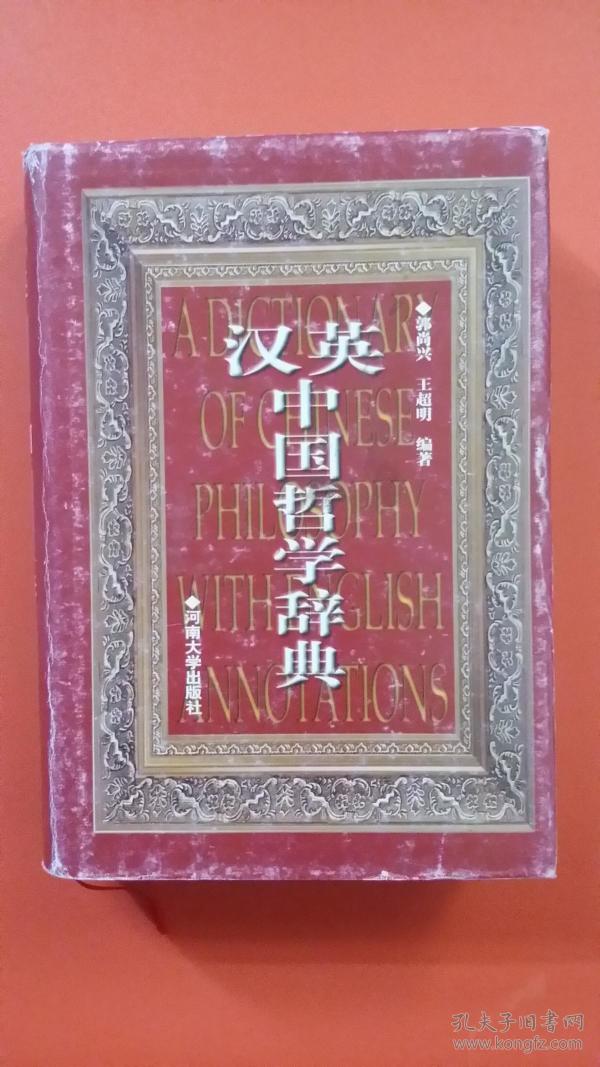 汉英
中国哲学辞典
A DICTIONARY
OF CHINESE
PHILOSOPHY
WITH ENGLISH
ANNOTATIONS
◆郭尚兴 王超明 编著
◆河南大学出版社
孔夫子旧书网
www.kongfz.com